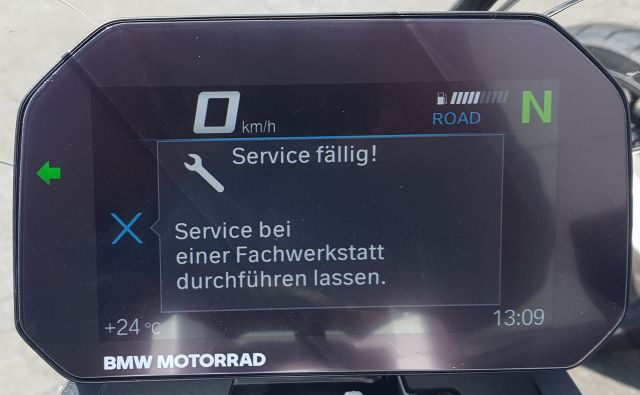 0 km/h
ROAD
N
Service fällig!
Service bei
einer Fachwerkstatt
durchführen lassen.
+24 °C
13:09
BMW MOTORRAD